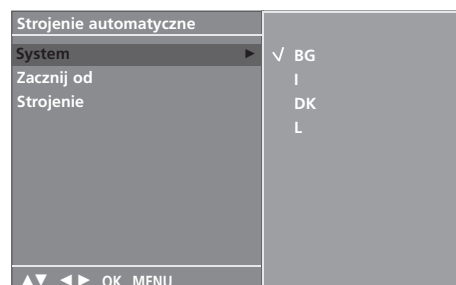 Strojenie automatyczne
System ►
Zacznij od
Strojenie
√ BG
I
DK
L
▲▼ ◄► OK MENU